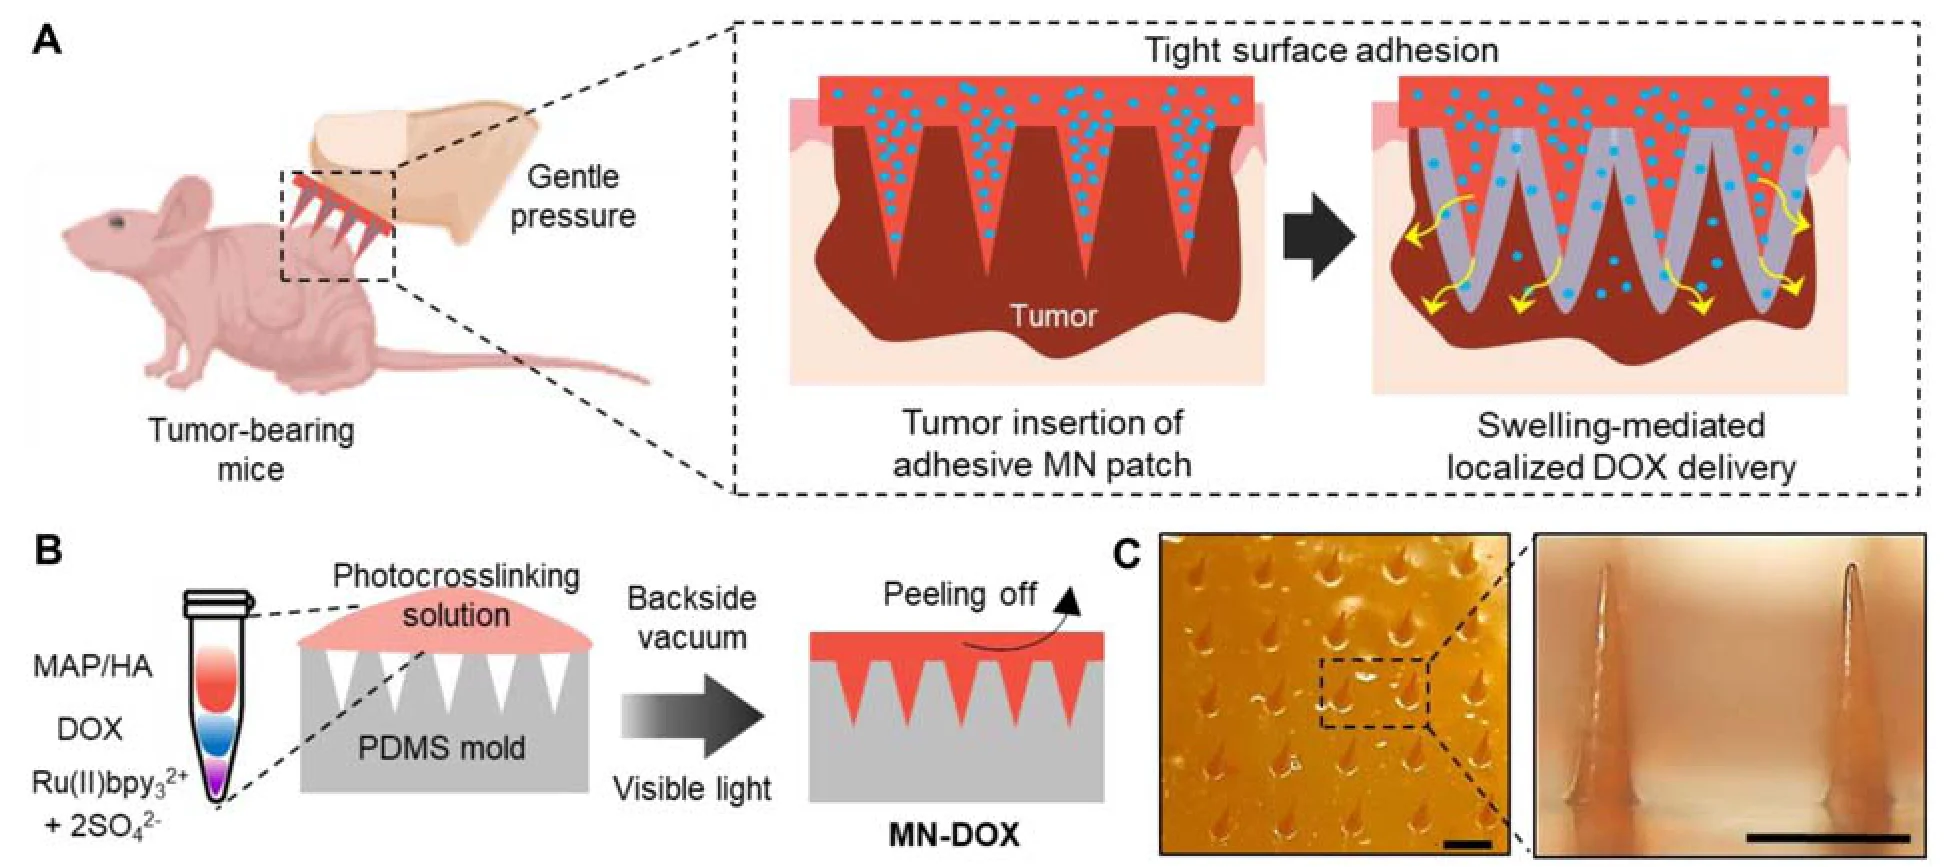 A
Tight surface adhesion
Gentle
pressure
Tumor
Tumor-bearing
mice
Tumor insertion of
adhesive MN patch
Swelling-mediated
localized DOX delivery
B
MAP/HA
DOX
Ru(II)bpy₃²⁺
+ 2SO₄²⁻
Photocrosslinking
solution
PDMS mold
Backside
vacuum
Visible light
Peeling off
MN-DOX
C